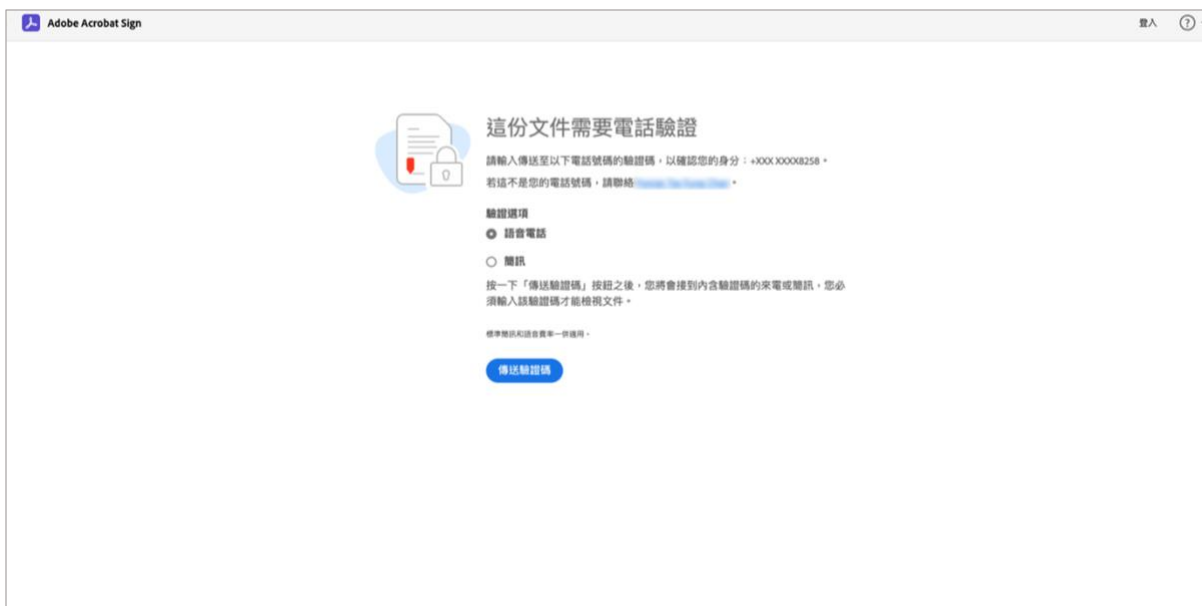 Adobe Acrobat Sign
登入
?
這份文件需要電話驗證
請輸入傳送至以下電話號碼的驗證碼，以確認您的身分：+XXX XXXX8258。
若這不是您的電話號碼，請聯絡 。
驗證選項
語音電話
簡訊
按一下「傳送驗證碼」按鈕之後，您將會接到內含驗證碼的來電或簡訊，您必
須輸入該驗證碼才能檢視文件。
標準簡訊和語音費率一併適用。
傳送驗證碼